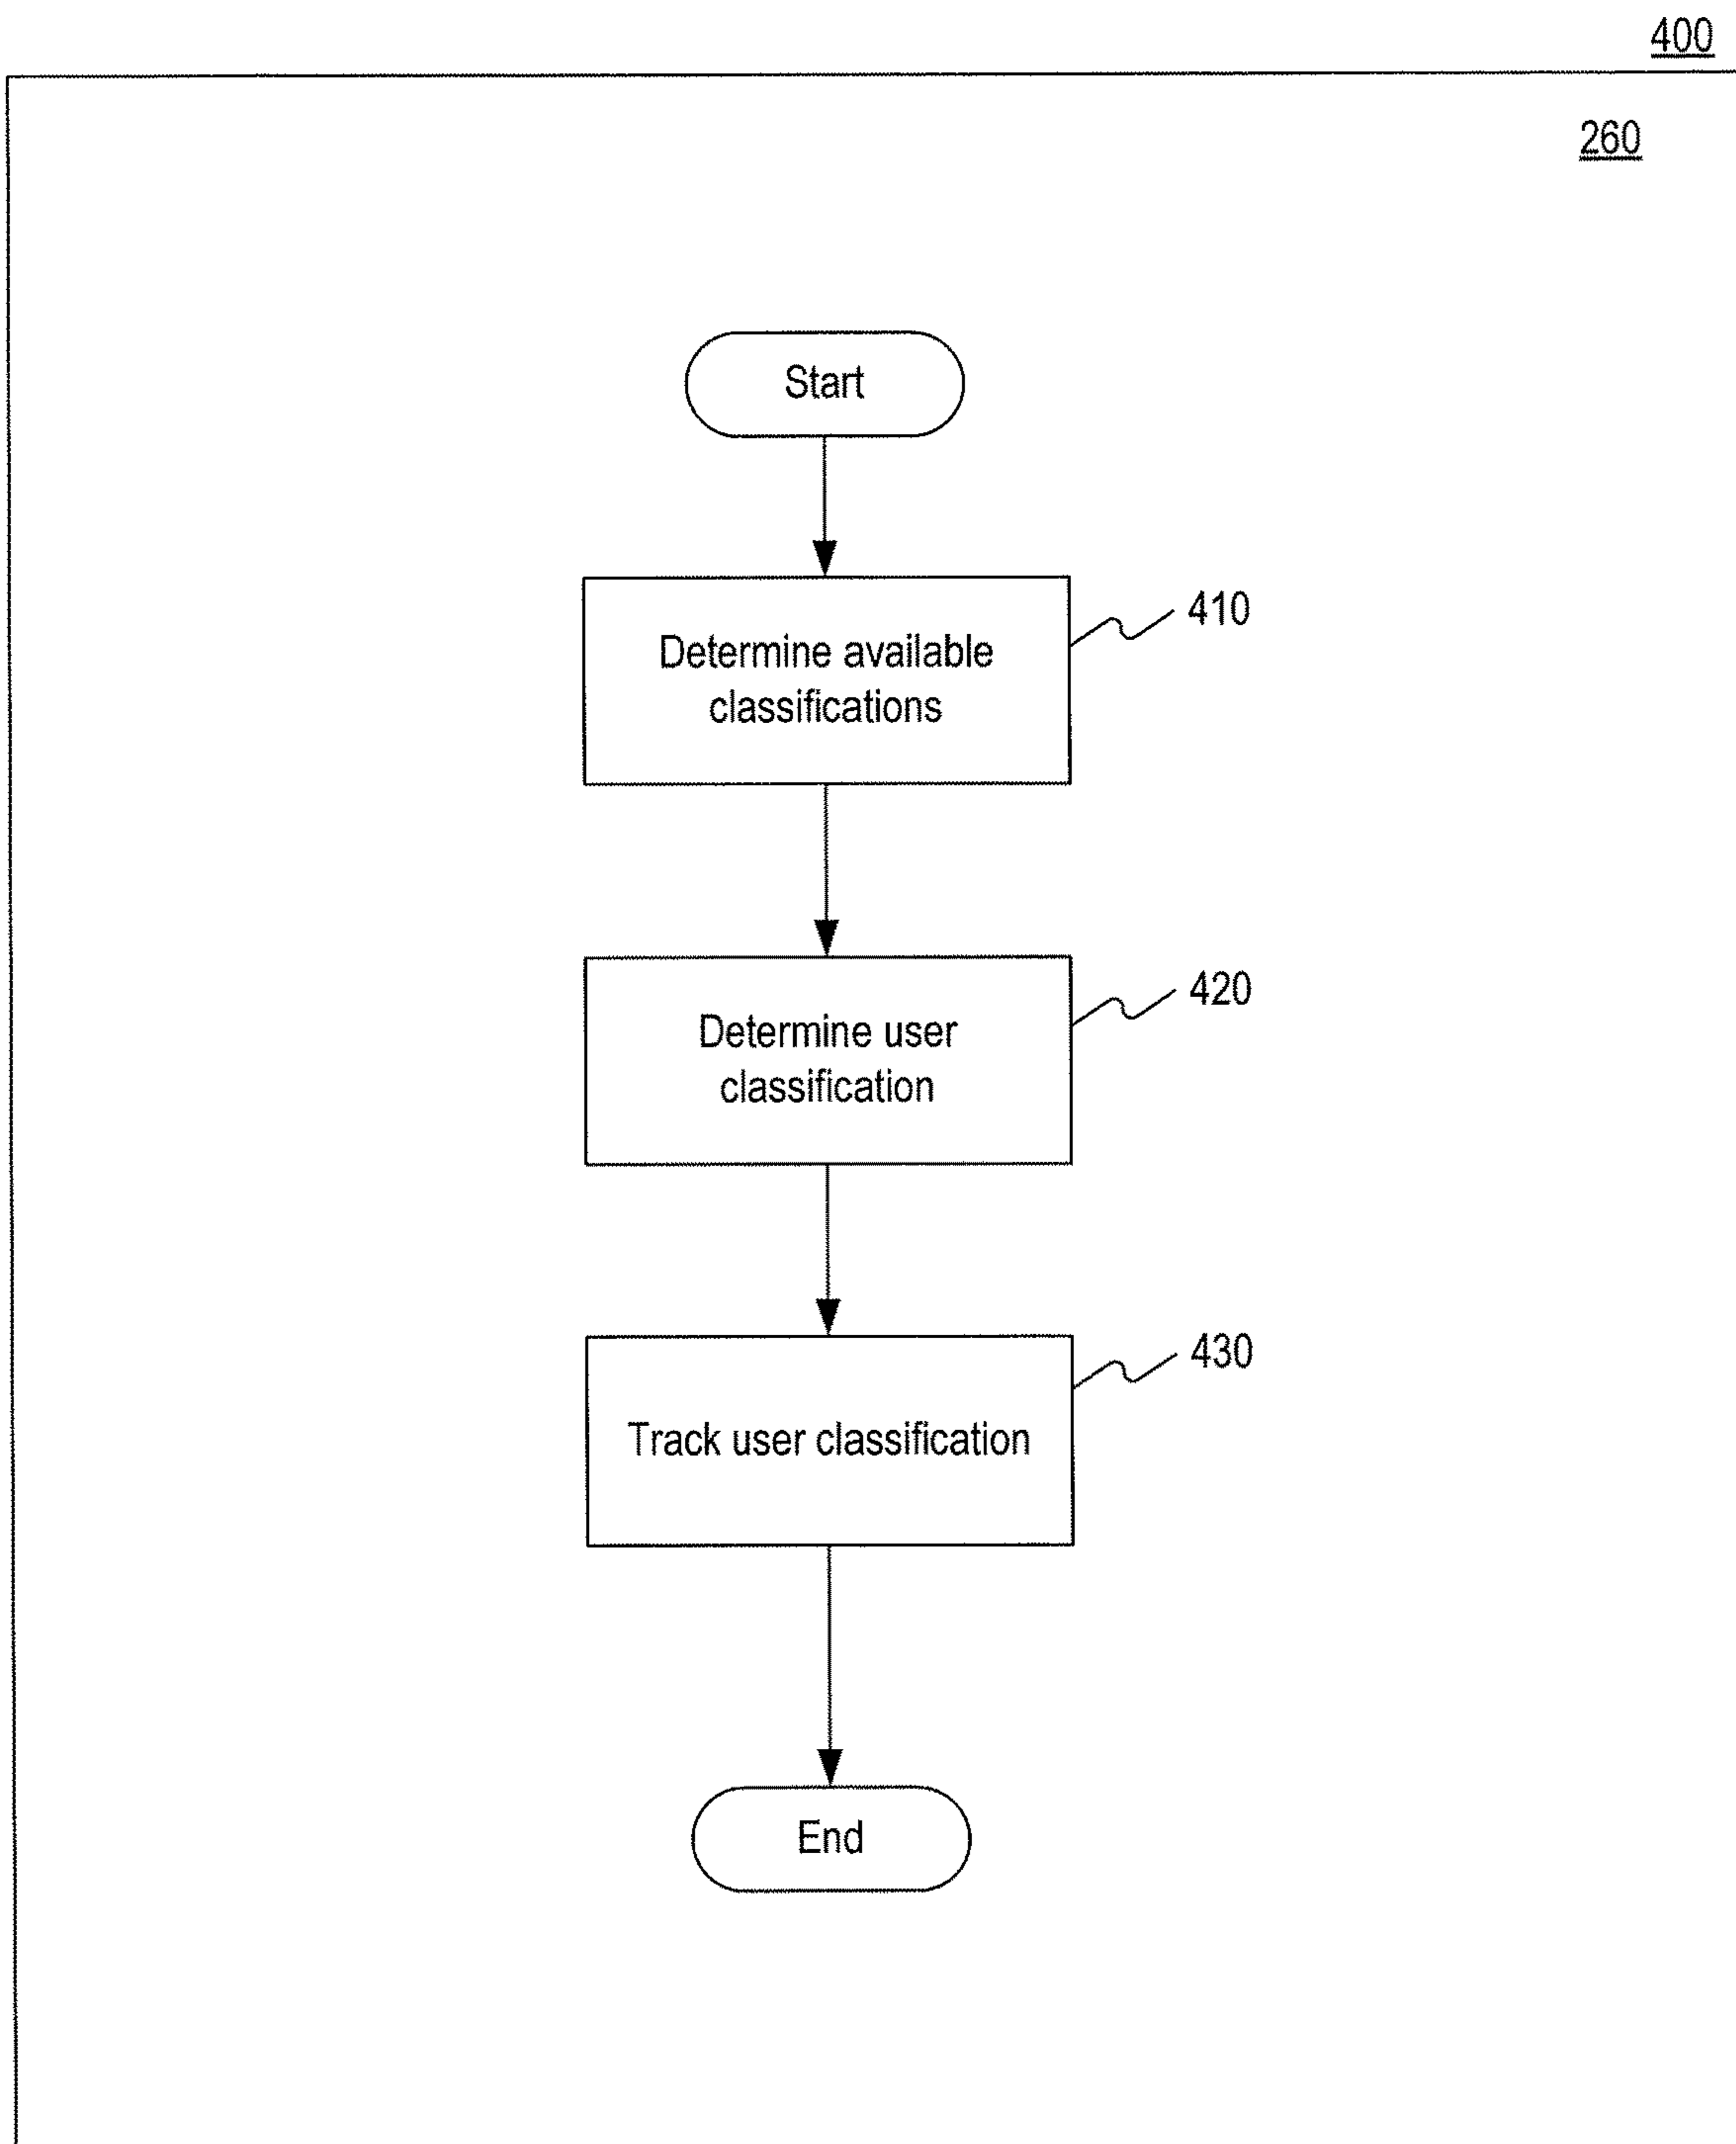 400
260
Start
Determine available
classifications
410
Determine user
classification
420
Track user classification
430
End